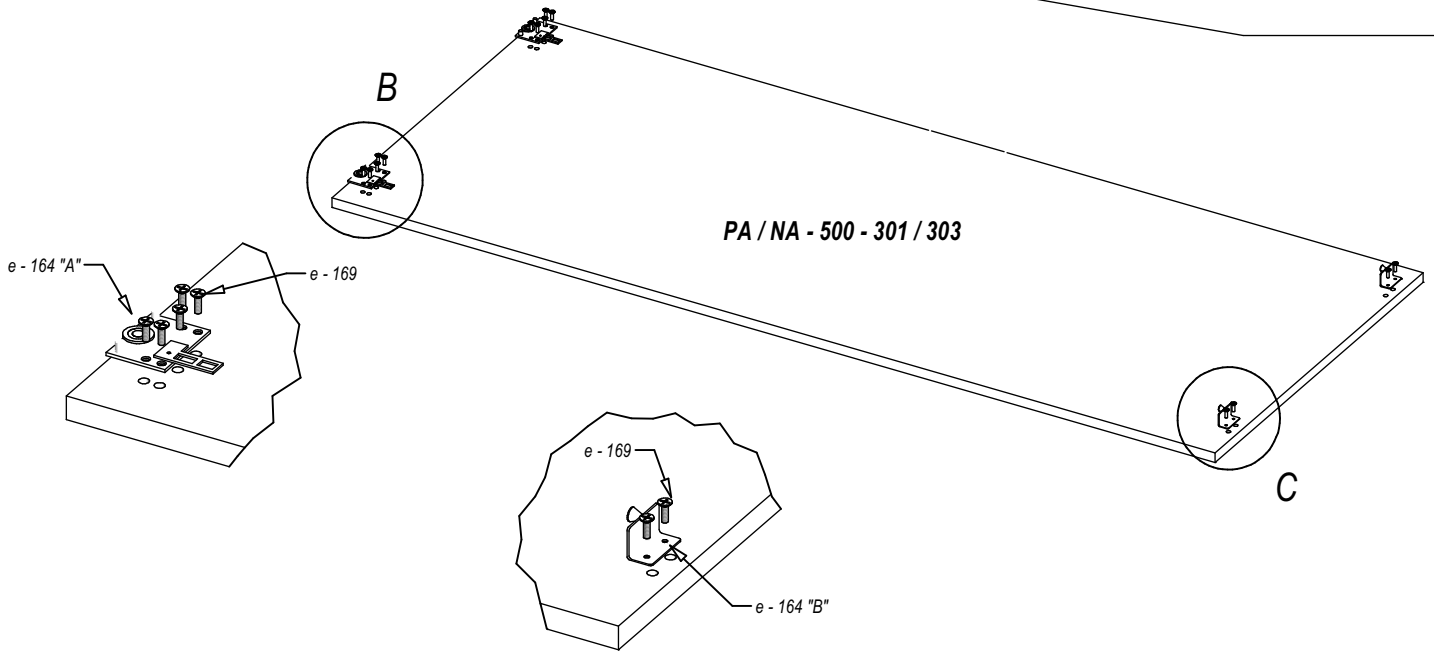 B
PA / NA - 500 - 301 / 303
e - 164 "A"
e - 169
e - 169
C
e - 164 "B"